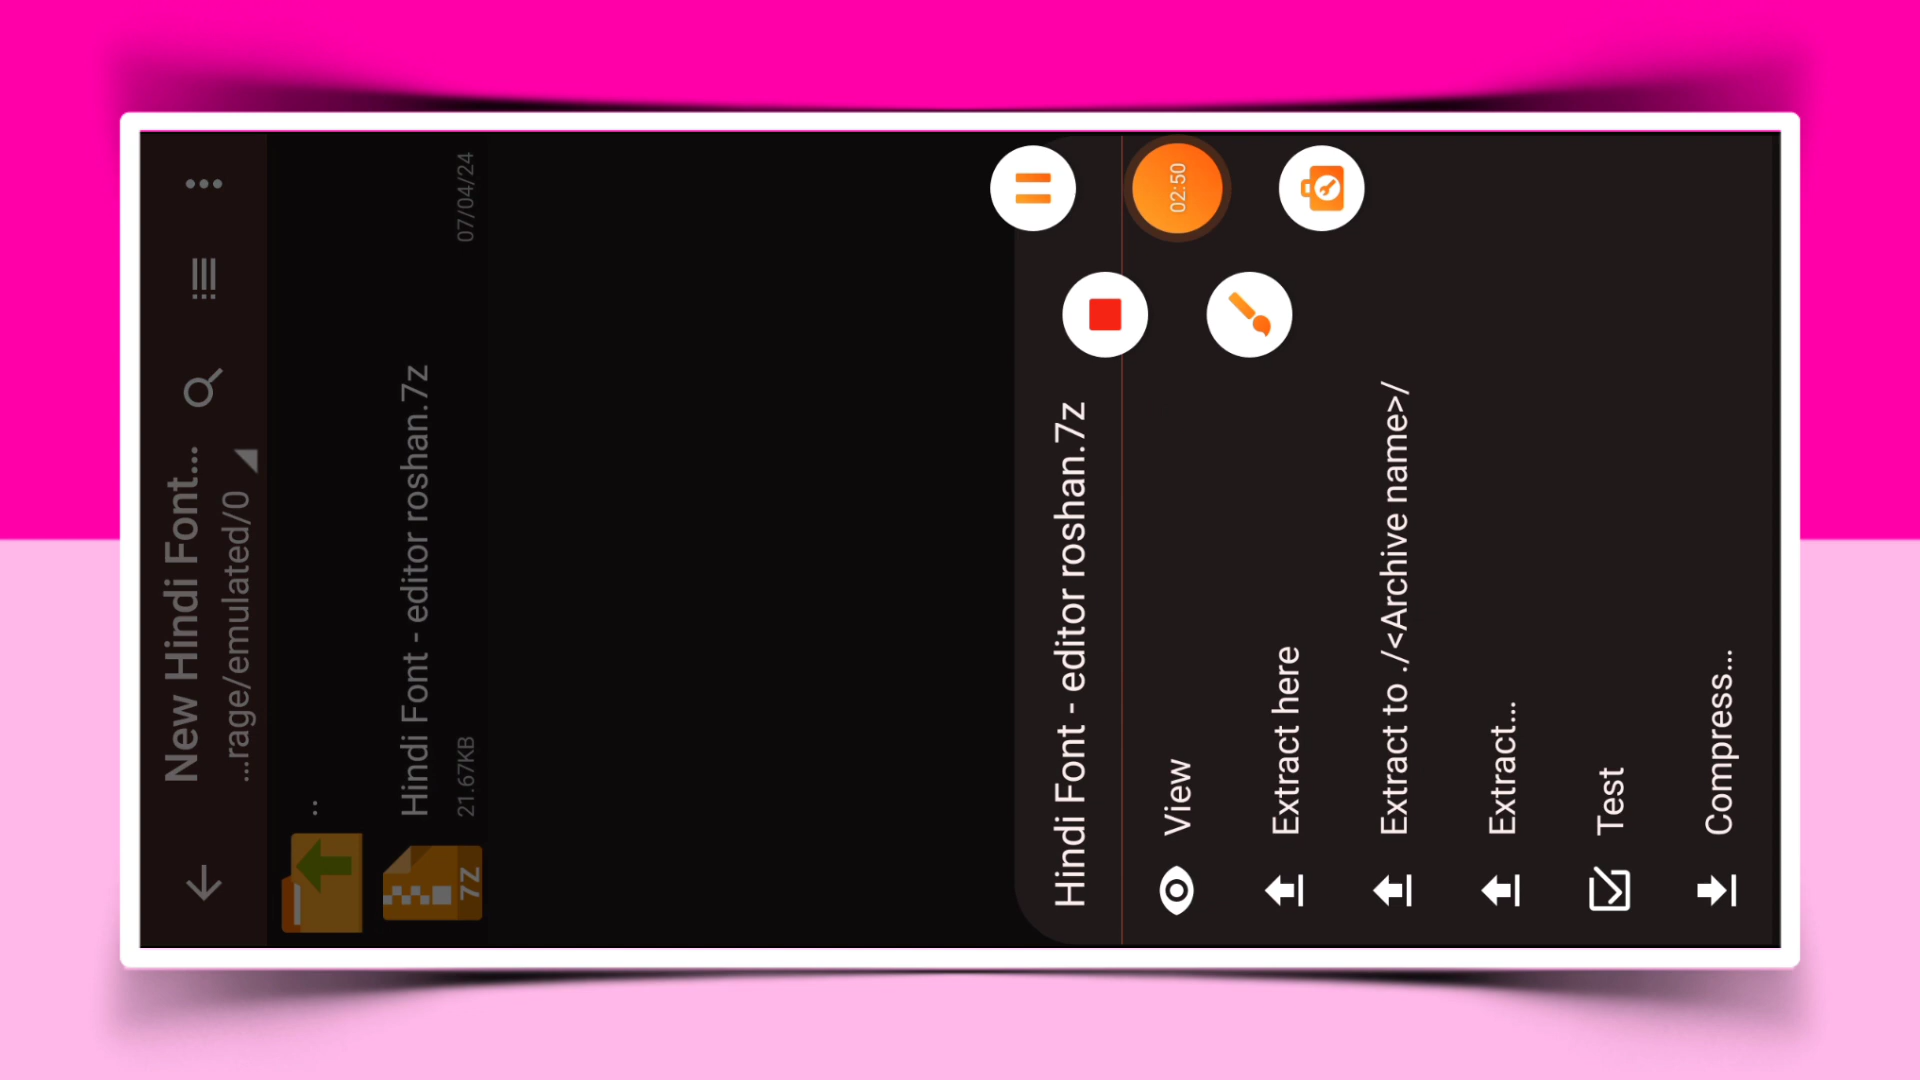 New Hindi Font...
...rage/emulated/0
..
Hindi Font - editor roshan.7z
21.67KB 07/04/24
7Z
Hindi Font - editor roshan.7z
02:50
View
Extract here
Extract to ./<Archive name>/
Extract...
Test
Compress...